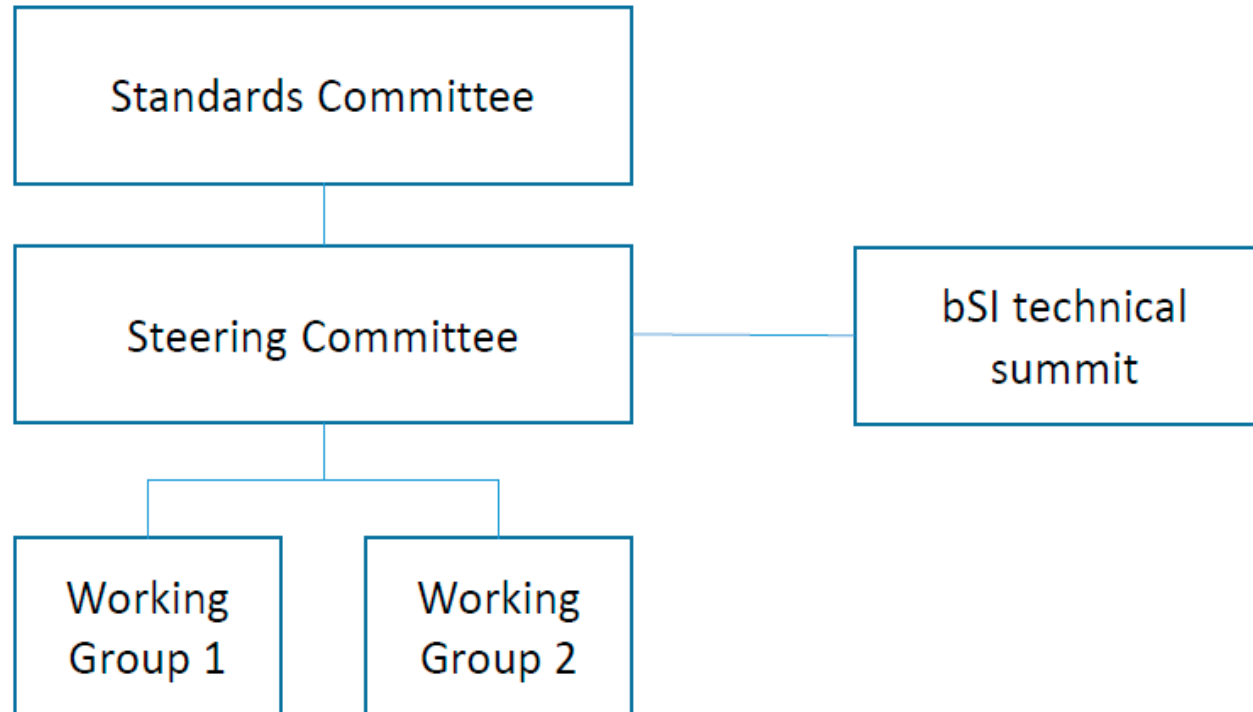 Standards Committee
Steering Committee
bSI technical
summit
Working
Group 1
Working
Group 2